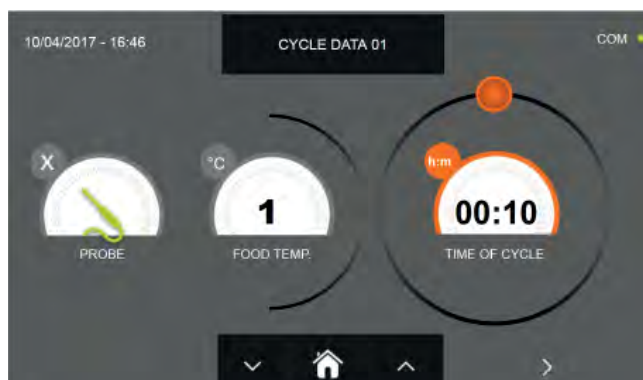 10/04/2017 - 16:46
CYCLE DATA 01
COM
X
°C
1
h:m
00:10
PROBE
FOOD TEMP.
TIME OF CYCLE